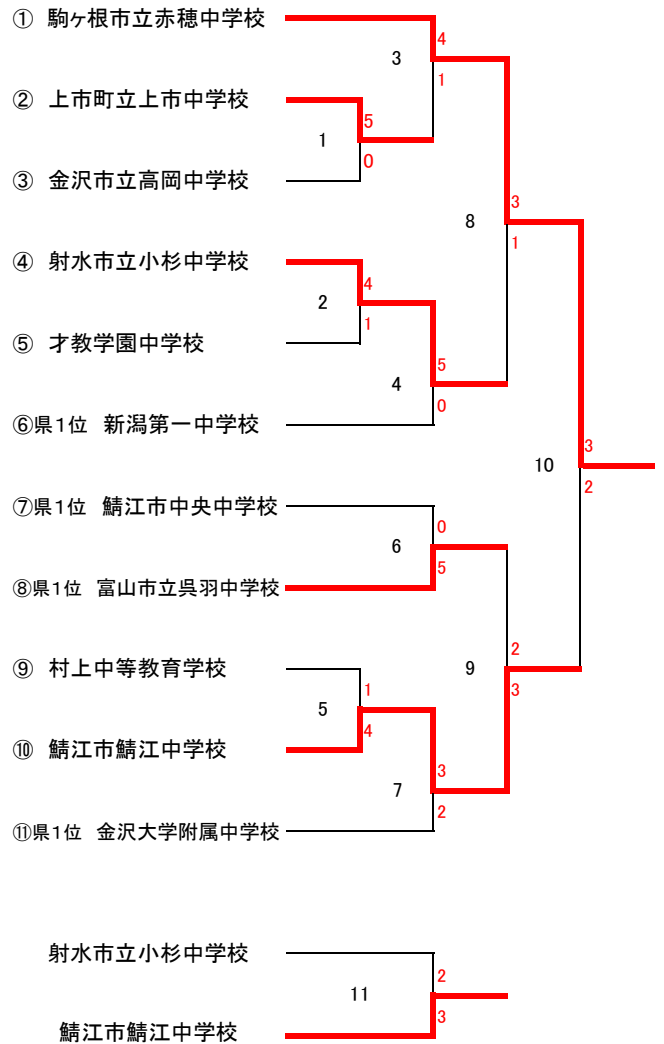 ① 駒ヶ根市立赤穂中学校
4
3
1
② 上市町立上市中学校
5
1
0
③ 金沢市立高岡中学校
3
8
1
④ 射水市立小杉中学校
4
2
1
⑤ 才教学園中学校
5
4
0
⑥県1位 新潟第一中学校
3
10
2
⑦県1位 鯖江市中央中学校
0
6
5
⑧県1位 富山市立呉羽中学校
2
9
3
⑨ 村上中等教育学校
1
5
4
⑩ 鯖江市鯖江中学校
3
7
2
⑪県1位 金沢大学附属中学校
射水市立小杉中学校
2
11
3
鯖江市鯖江中学校